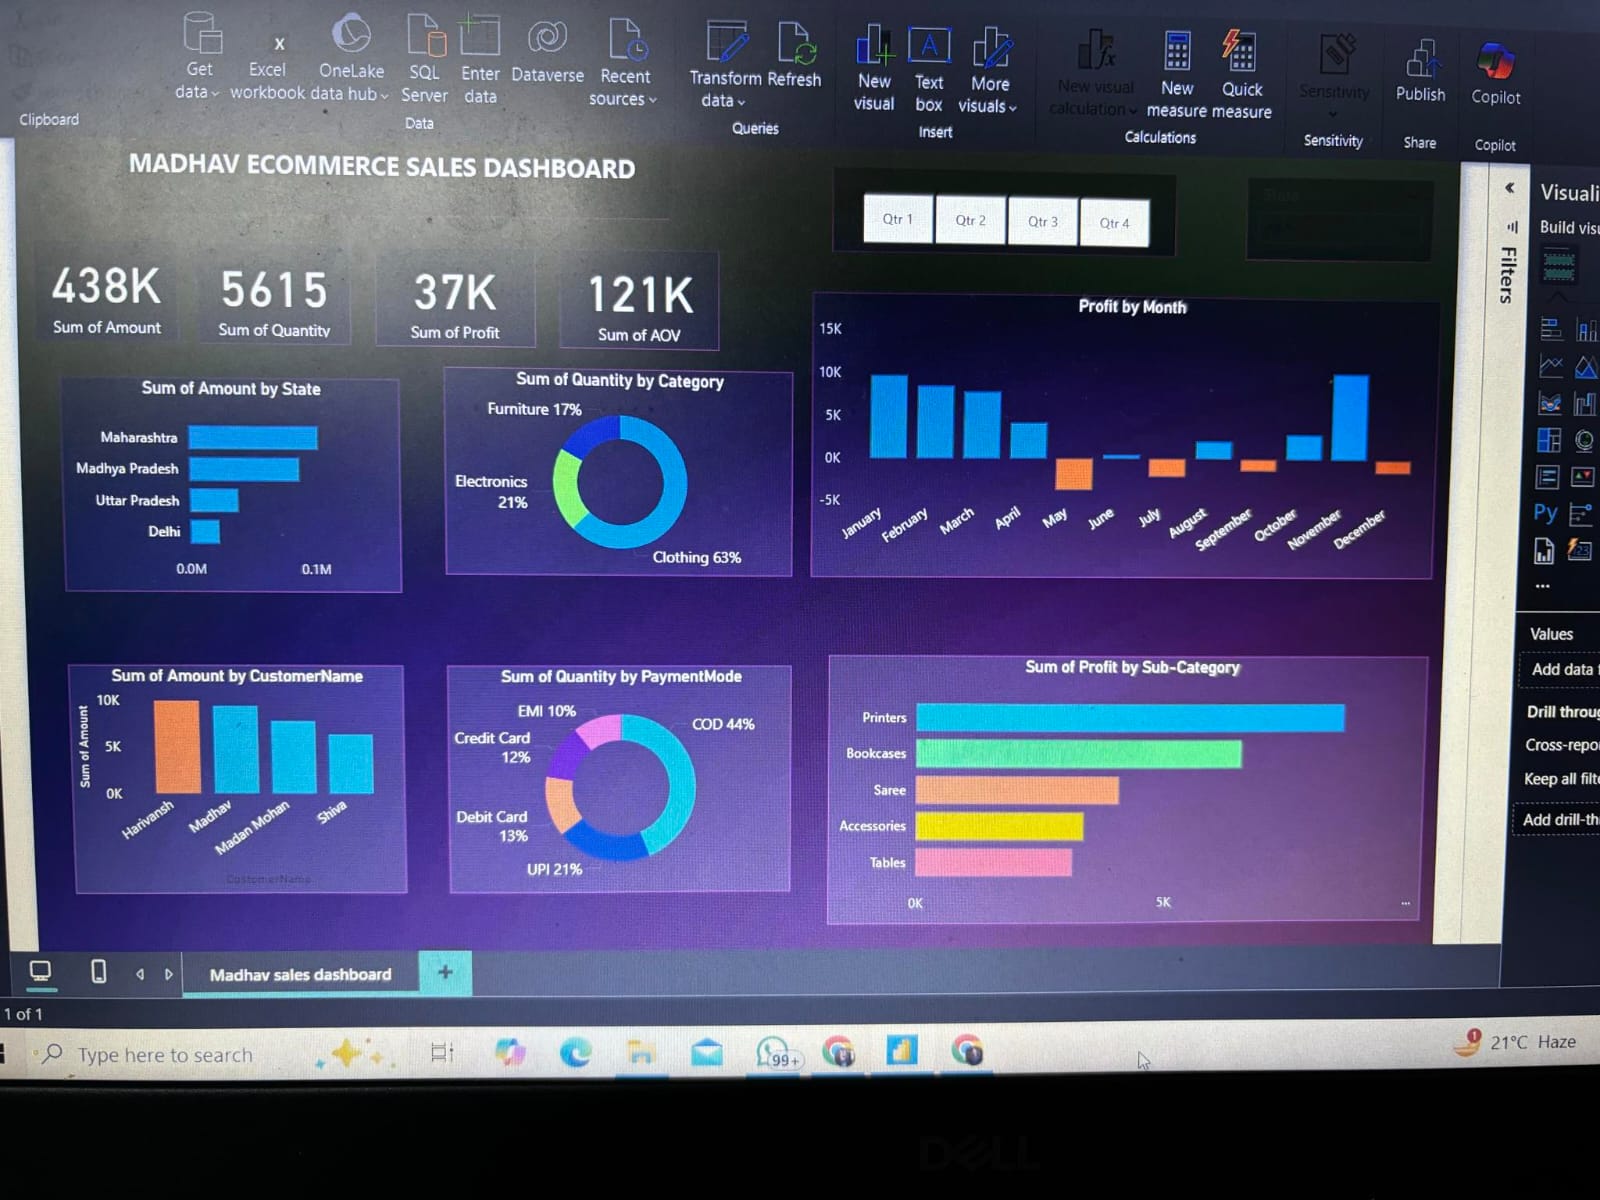 Get data
Excel workbook
OneLake data hub
SQL Server
Enter data
Dataverse
Recent sources
Transform data
Refresh
New visual
Text box
More visuals
New visual calculation
New measure
Quick measure
Sensitivity
Publish
Copilot
Clipboard
Data
Queries
Insert
Calculations
Sensitivity
Share
Copilot
MADHAV ECOMMERCE SALES DASHBOARD
Qtr 1
Qtr 2
Qtr 3
Qtr 4
438K
Sum of Amount
5615
Sum of Quantity
37K
Sum of Profit
121K
Sum of AOV
Sum of Amount by State
Maharashtra
Madhya Pradesh
Uttar Pradesh
Delhi
0.0M 0.1M
Sum of Quantity by Category
Furniture 17%
Electronics
21%
Clothing 63%
Profit by Month
15K
10K
5K
0K
-5K
January February March April May June July August September October November December
Sum of Amount by CustomerName
Sum of Amount
10K
5K
0K
Harivansh Madhav Madan Mohan Shiva
CustomerName
Sum of Quantity by PaymentMode
EMI 10%
COD 44%
Credit Card
12%
Debit Card
13%
UPI 21%
Sum of Profit by Sub-Category
Printers
Bookcases
Saree
Accessories
Tables
0K 5K
...
Filters
Visuali
Build visu
Py
123
...
Values
Add data f
Drill throug
Cross-repo
Keep all filte
Add drill-th
Madhav sales dashboard
+
1 of 1
Type here to search
99+
1
21°C Haze
DELL